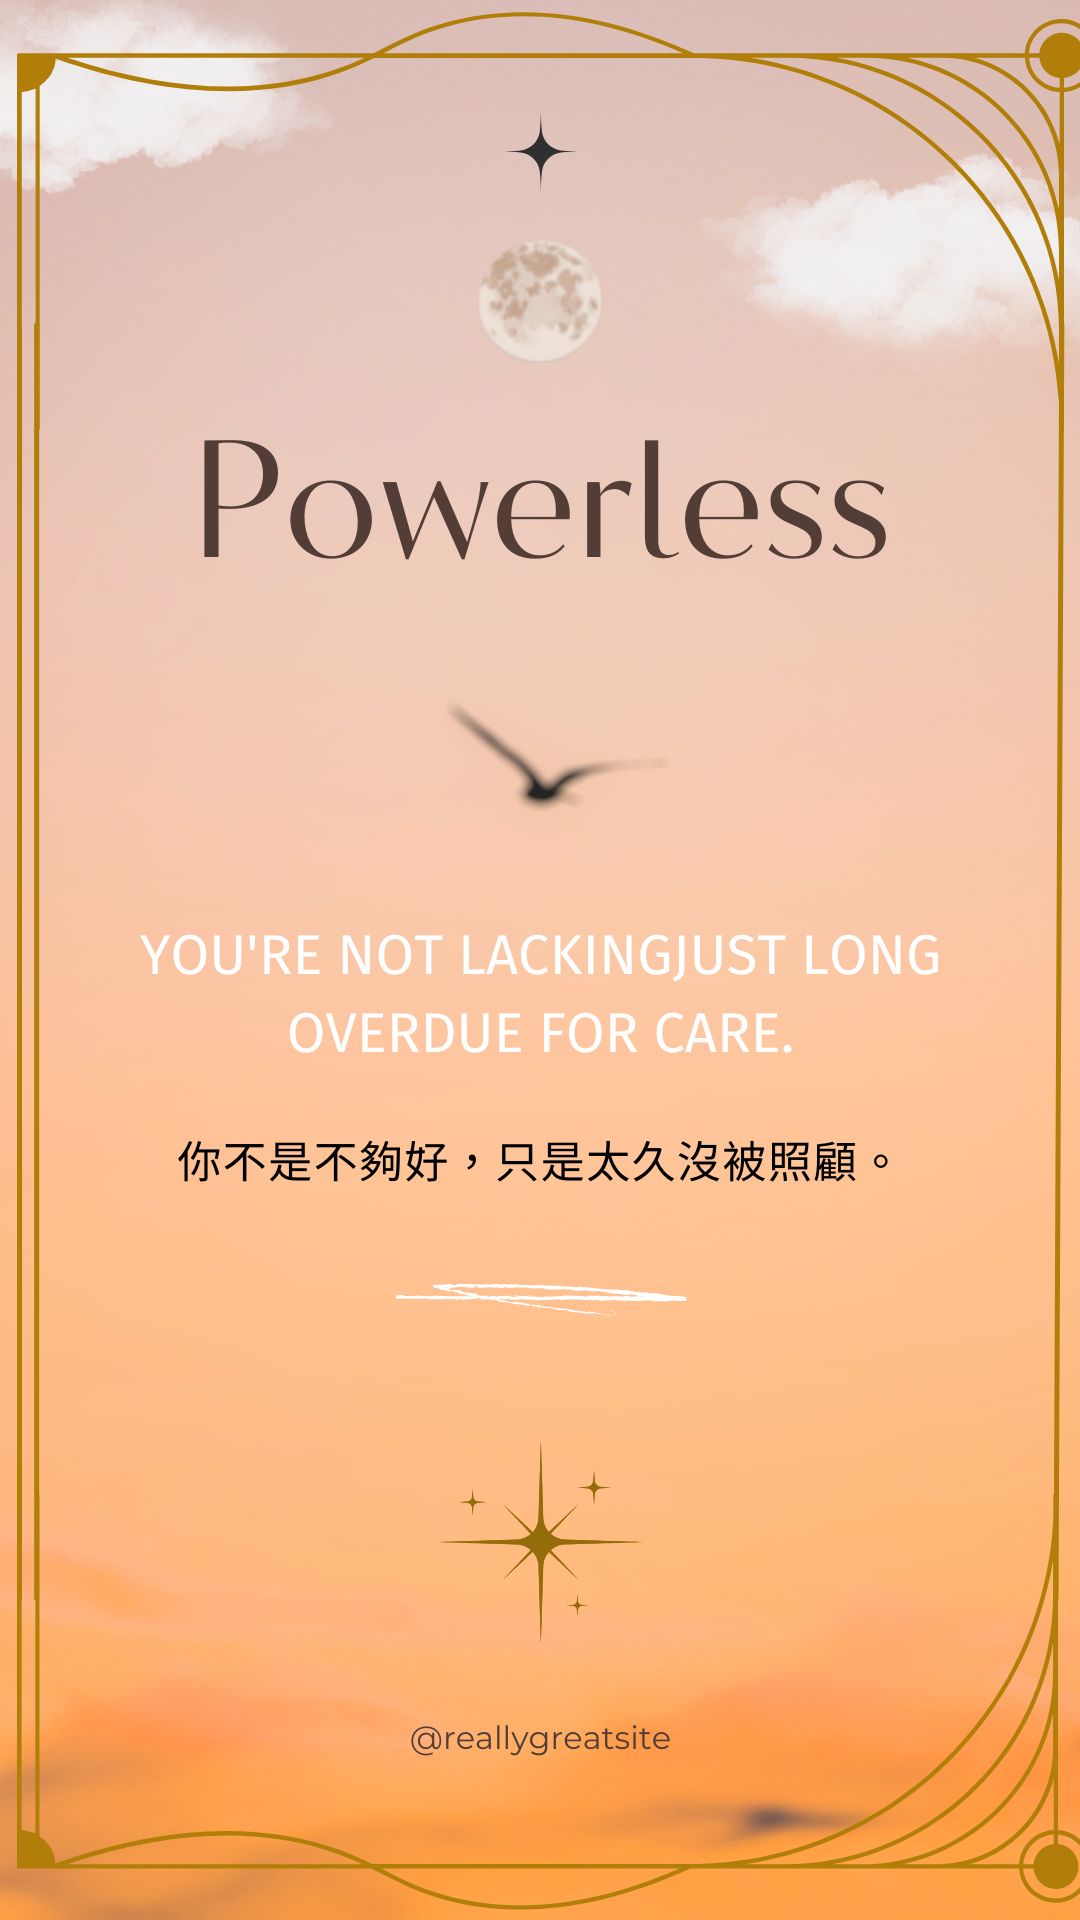 Powerless
YOU'RE NOT LACKINGJUST LONG
OVERDUE FOR CARE.
你不是不夠好，只是太久沒被照顧。
@reallygreatsite